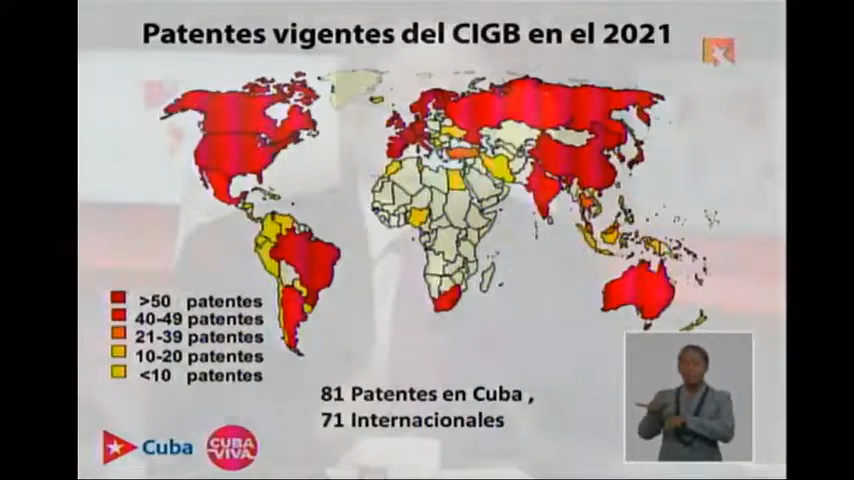 Patentes vigentes del CIGB en el 2021
>50 patentes
40-49 patentes
21-39 patentes
10-20 patentes
<10 patentes
81 Patentes en Cuba ,
71 Internacionales
Cuba
CUBA
VIVA